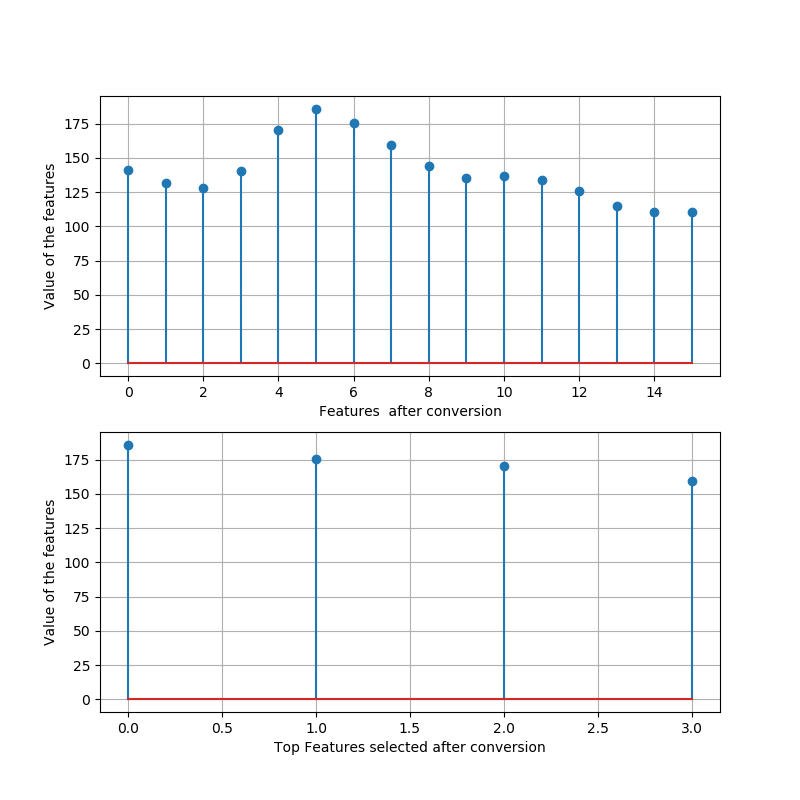 175
150
125
100
75
50
25
0
Value of the features
0 2 4 6 8 10 12 14
Features after conversion
175
150
125
100
75
50
25
0
Value of the features
0.0 0.5 1.0 1.5 2.0 2.5 3.0
Top Features selected after conversion